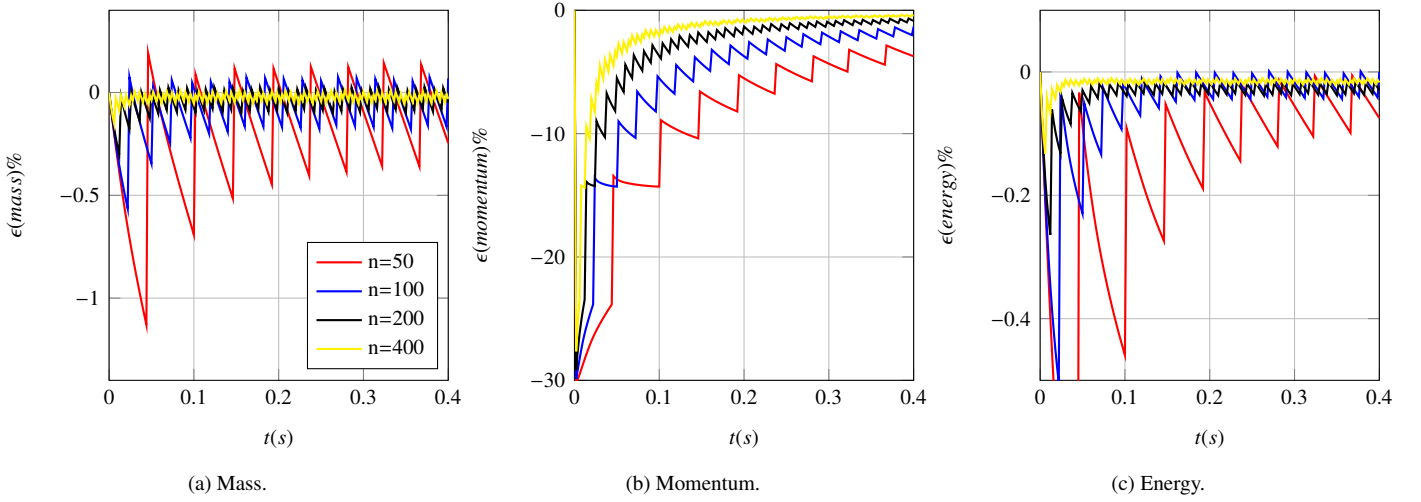 0
−0.5
−1
ϵ(mass)%
0
0.1
0.2
0.3
0.4
t(s)
n=50
n=100
n=200
n=400
(a) Mass.
0
−10
−20
−30
ϵ(momentum)%
0
0.1
0.2
0.3
0.4
t(s)
(b) Momentum.
0
−0.2
−0.4
ϵ(energy)%
0
0.1
0.2
0.3
0.4
t(s)
(c) Energy.